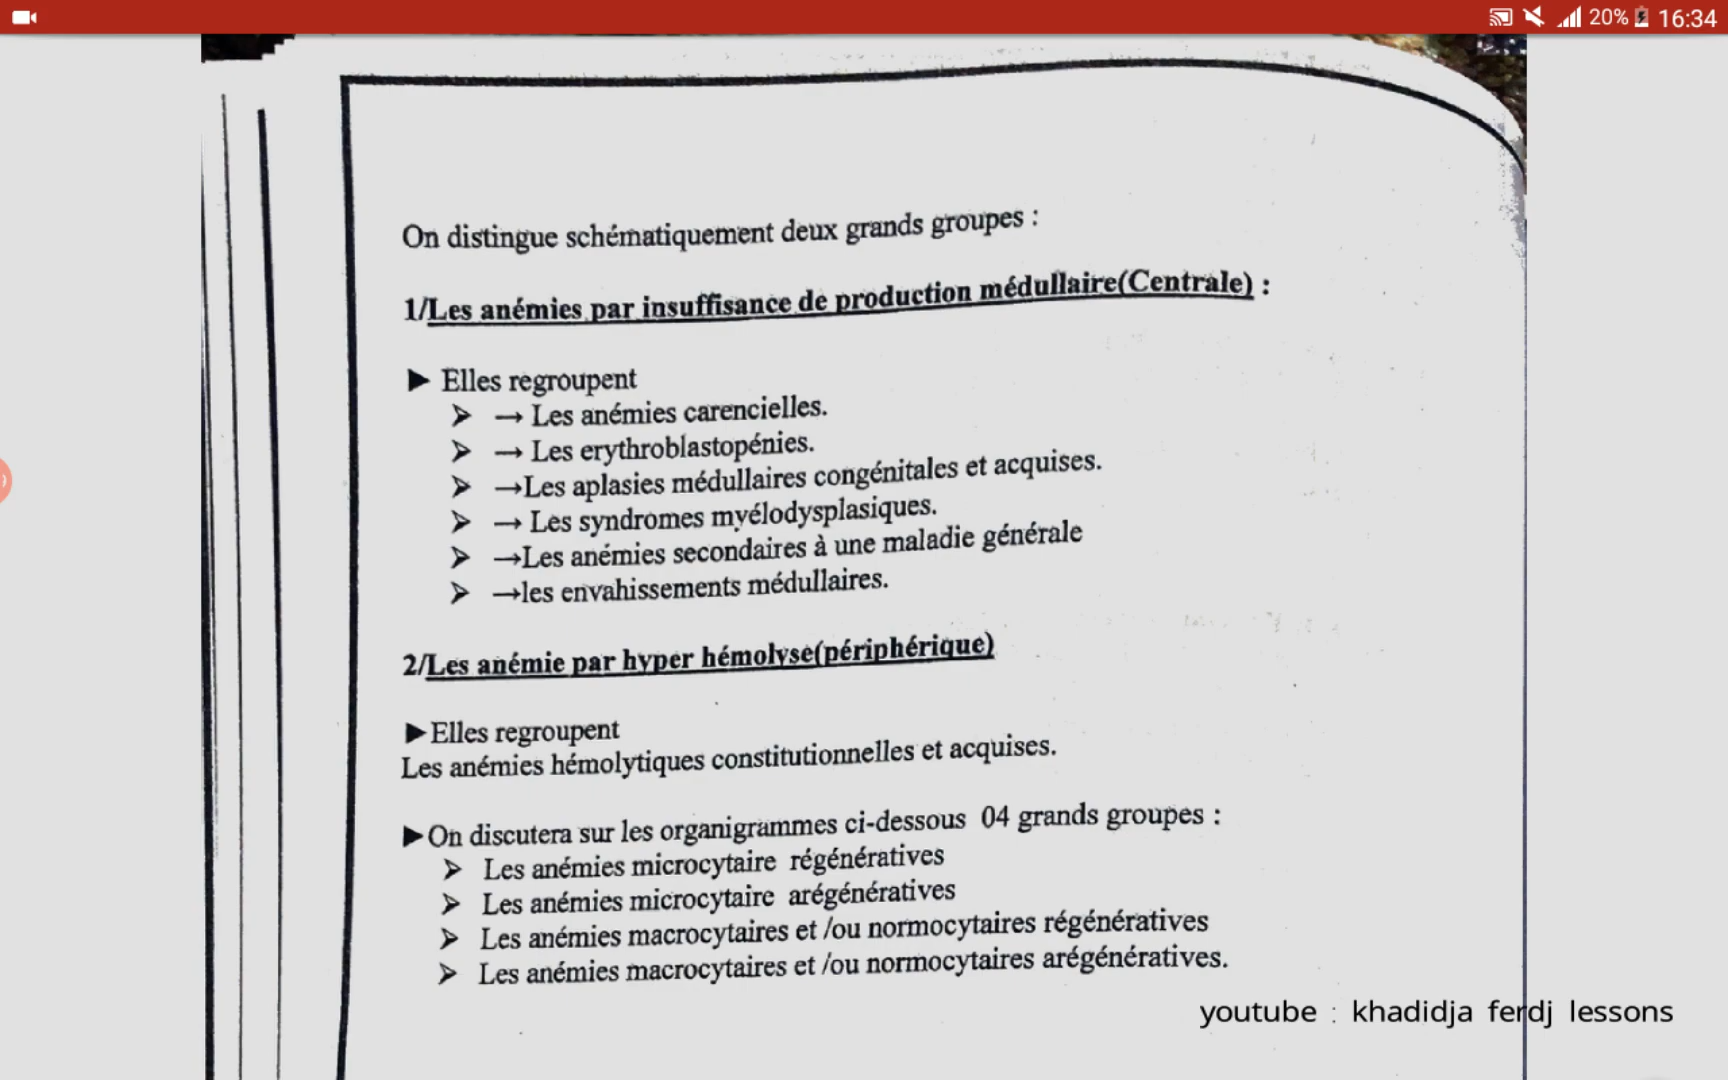 20% 16:34
On distingue schématiquement deux grands groupes :
1/Les anémies par insuffisance de production médullaire(Centrale) :
► Elles regroupent
➢ → Les anémies carencielles.
➢ → Les erythroblastopénies.
➢ →Les aplasies médullaires congénitales et acquises.
➢ → Les syndromes myélodysplasiques.
➢ →Les anémies secondaires à une maladie générale
➢ →les envahissements médullaires.
2/Les anémie par hyper hémolyse(périphérique)
►Elles regroupent
Les anémies hémolytiques constitutionnelles et acquises.
►On discutera sur les organigrammes ci-dessous 04 grands groupes :
➢ Les anémies microcytaire régénératives
➢ Les anémies microcytaire arégénératives
➢ Les anémies macrocytaires et /ou normocytaires régénératives
➢ Les anémies macrocytaires et /ou normocytaires arégénératives.
youtube : khadidja ferdj lessons